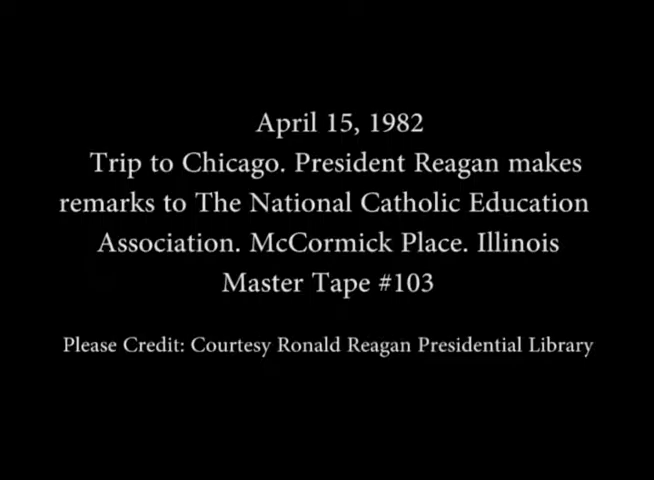 April 15, 1982
Trip to Chicago. President Reagan makes
remarks to The National Catholic Education
Association. McCormick Place. Illinois
Master Tape #103
Please Credit: Courtesy Ronald Reagan Presidential Library